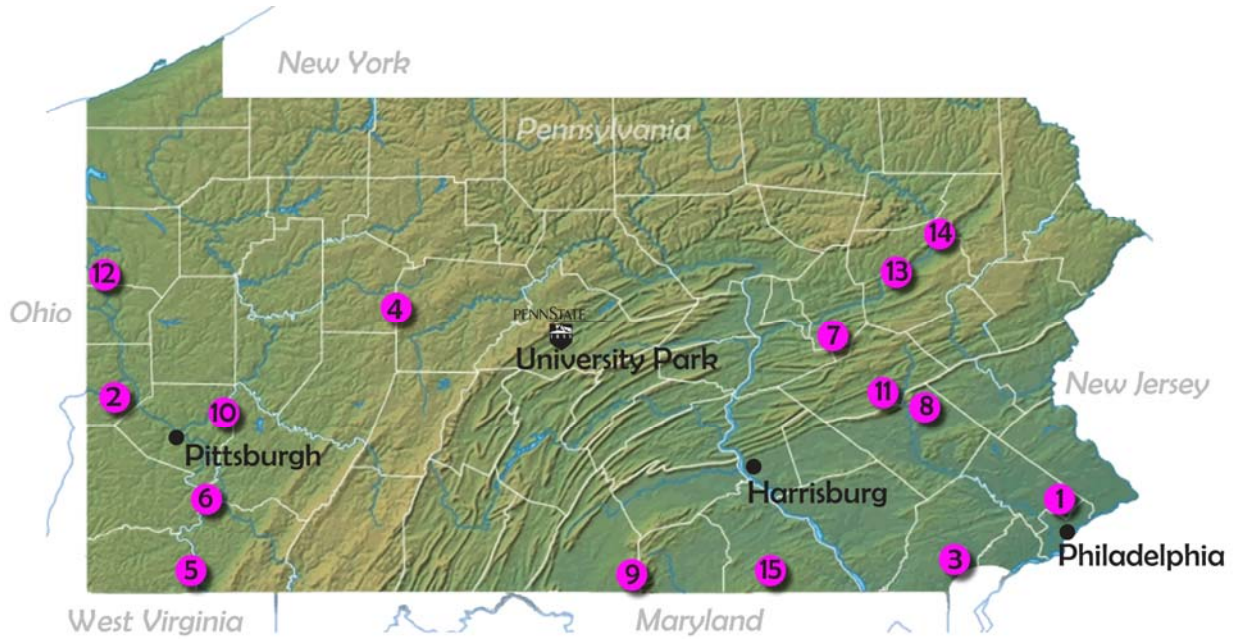 New York
Pennsylvania
14
12
13
Ohio
4
PENNSTATE
University Park
7
New Jersey
2
11
8
10
Pittsburgh
Harrisburg
6
1
Philadelphia
3
5
9
15
West Virginia
Maryland